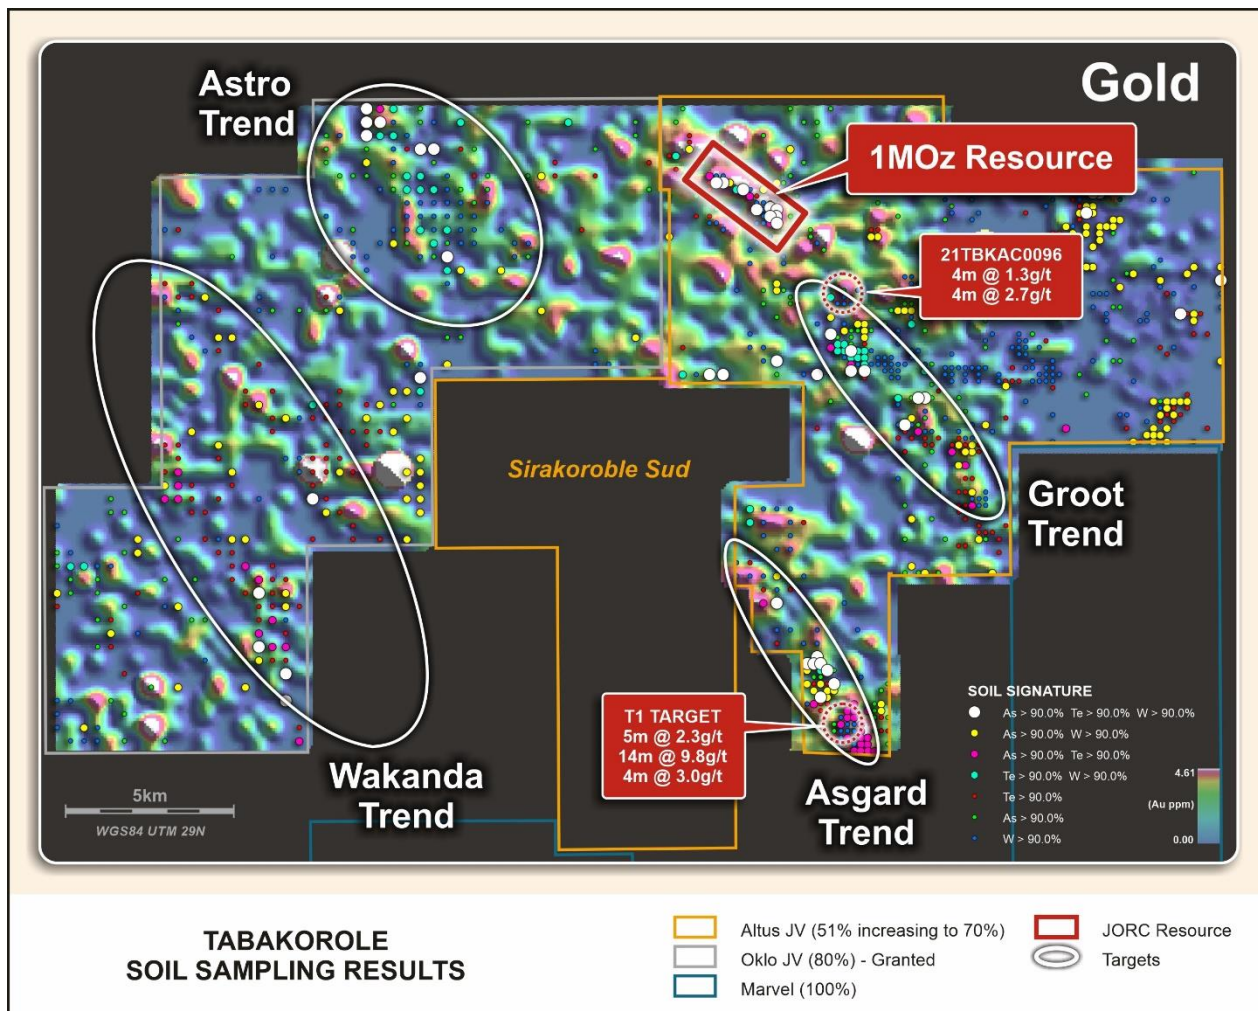 Gold
Astro
Trend
1MOz Resource
21TBKAC0096
4m @ 1.3g/t
4m @ 2.7g/t
Sirakoroble Sud
Groot
Trend
T1 TARGET
5m @ 2.3g/t
14m @ 9.8g/t
4m @ 3.0g/t
Wakanda
Trend
Asgard
Trend
5km
WGS84 UTM 29N
SOIL SIGNATURE
As > 90.0% Te > 90.0% W > 90.0%
As > 90.0% W > 90.0%
As > 90.0% Te > 90.0%
Te > 90.0% W > 90.0%
Te > 90.0%
As > 90.0%
W > 90.0%
4.61
(Au ppm)
0.00
TABAKOROLE
SOIL SAMPLING RESULTS
Altus JV (51% increasing to 70%)
Oklo JV (80%) - Granted
Marvel (100%)
JORC Resource
Targets